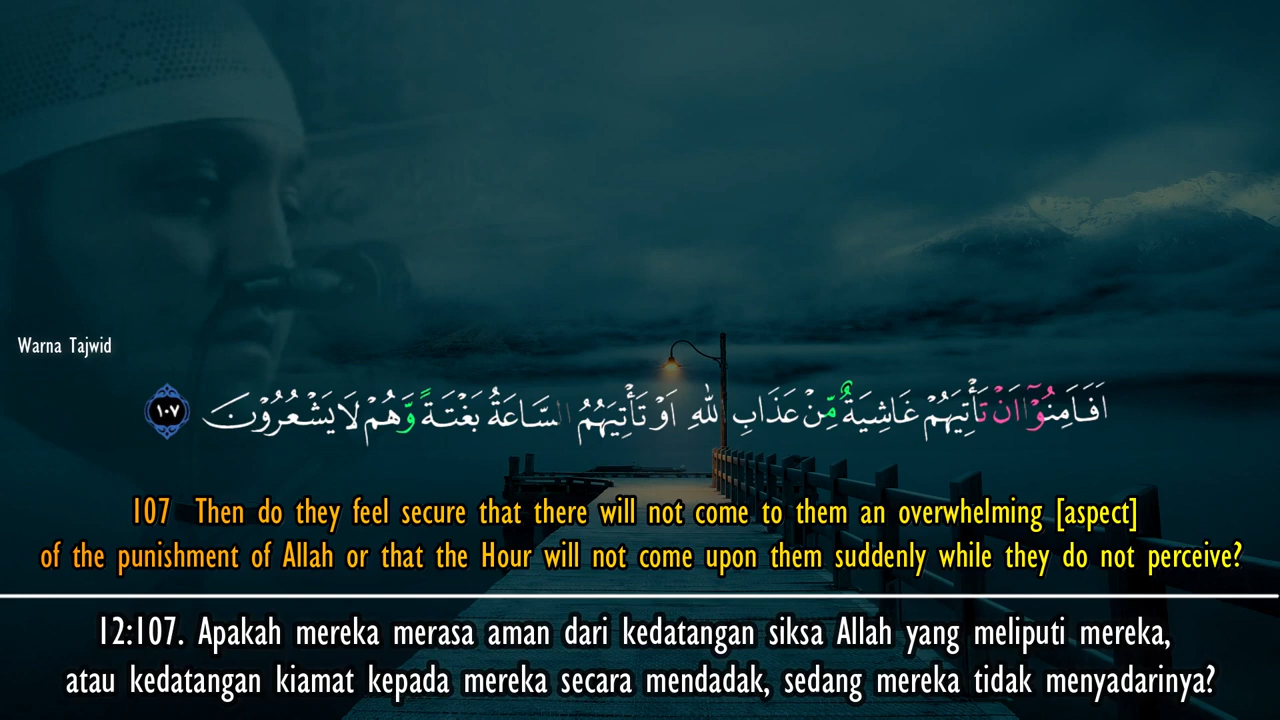 Warna Tajwid
اَفَاَمِنُوْٓا اَنْ تَأْتِيَهُمْ غَاشِيَةٌ مِّنْ عَذَابِ اللّٰهِ اَوْ تَأْتِيَهُمُ السَّاعَةُ بَغْتَةً وَّهُمْ لَا يَشْعُرُوْنَ ١٠٧
107 Then do they feel secure that there will not come to them an overwhelming [aspect]
of the punishment of Allah or that the Hour will not come upon them suddenly while they do not perceive?
12:107. Apakah mereka merasa aman dari kedatangan siksa Allah yang meliputi mereka,
atau kedatangan kiamat kepada mereka secara mendadak, sedang mereka tidak menyadarinya?